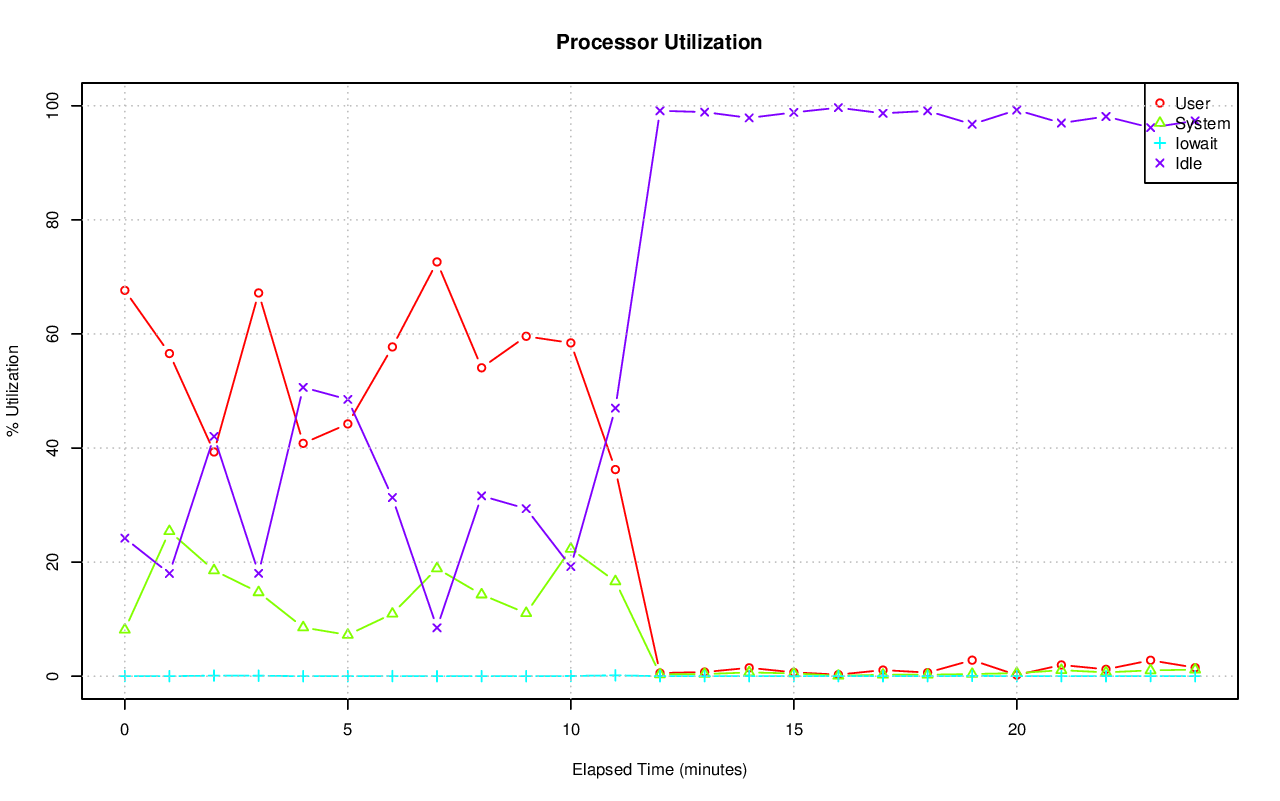 Processor Utilization
% Utilization
100
80
60
40
20
0
User
System
Iowait
Idle
0 5 10 15 20
Elapsed Time (minutes)